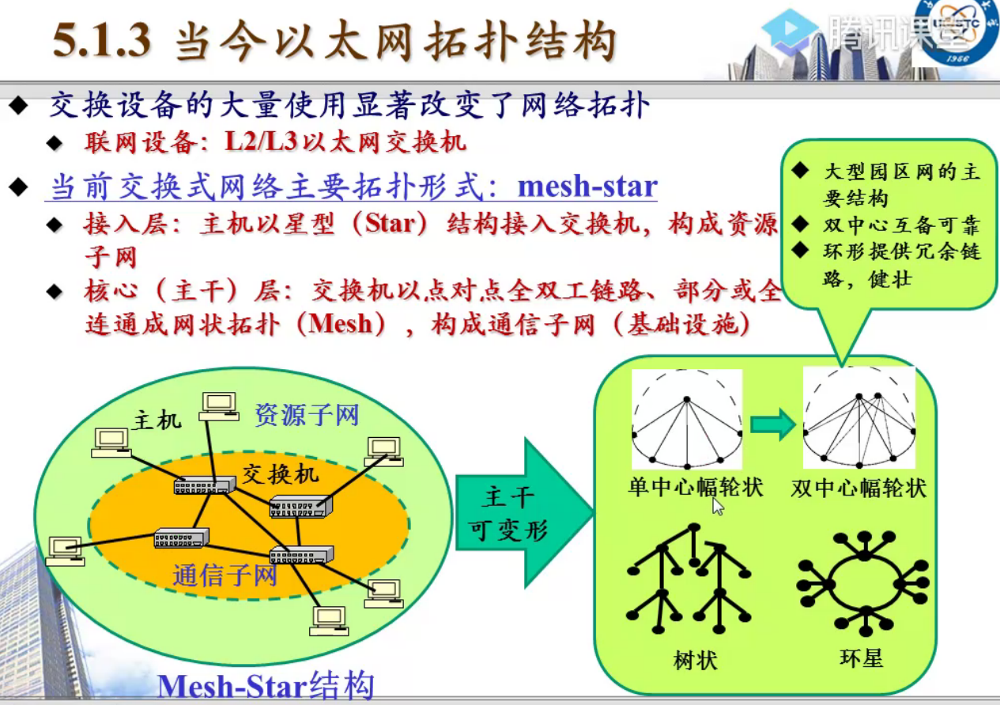 5.1.3 当今以太网拓扑结构
腾讯课堂
1956
交换设备的大量使用显著改变了网络拓扑
联网设备：L2/L3以太网交换机
当前交换式网络主要拓扑形式：mesh-star
接入层：主机以星型（Star）结构接入交换机，构成资源
子网
核心（主干）层：交换机以点对点全双工链路、部分或全
连通成网状拓扑（Mesh），构成通信子网（基础设施）
大型园区网的主
要结构
双中心互备可靠
环形提供冗余链
路，健壮
主机
资源子网
交换机
通信子网
Mesh-Star结构
主干
可变形
单中心幅轮状
双中心幅轮状
树状
环星